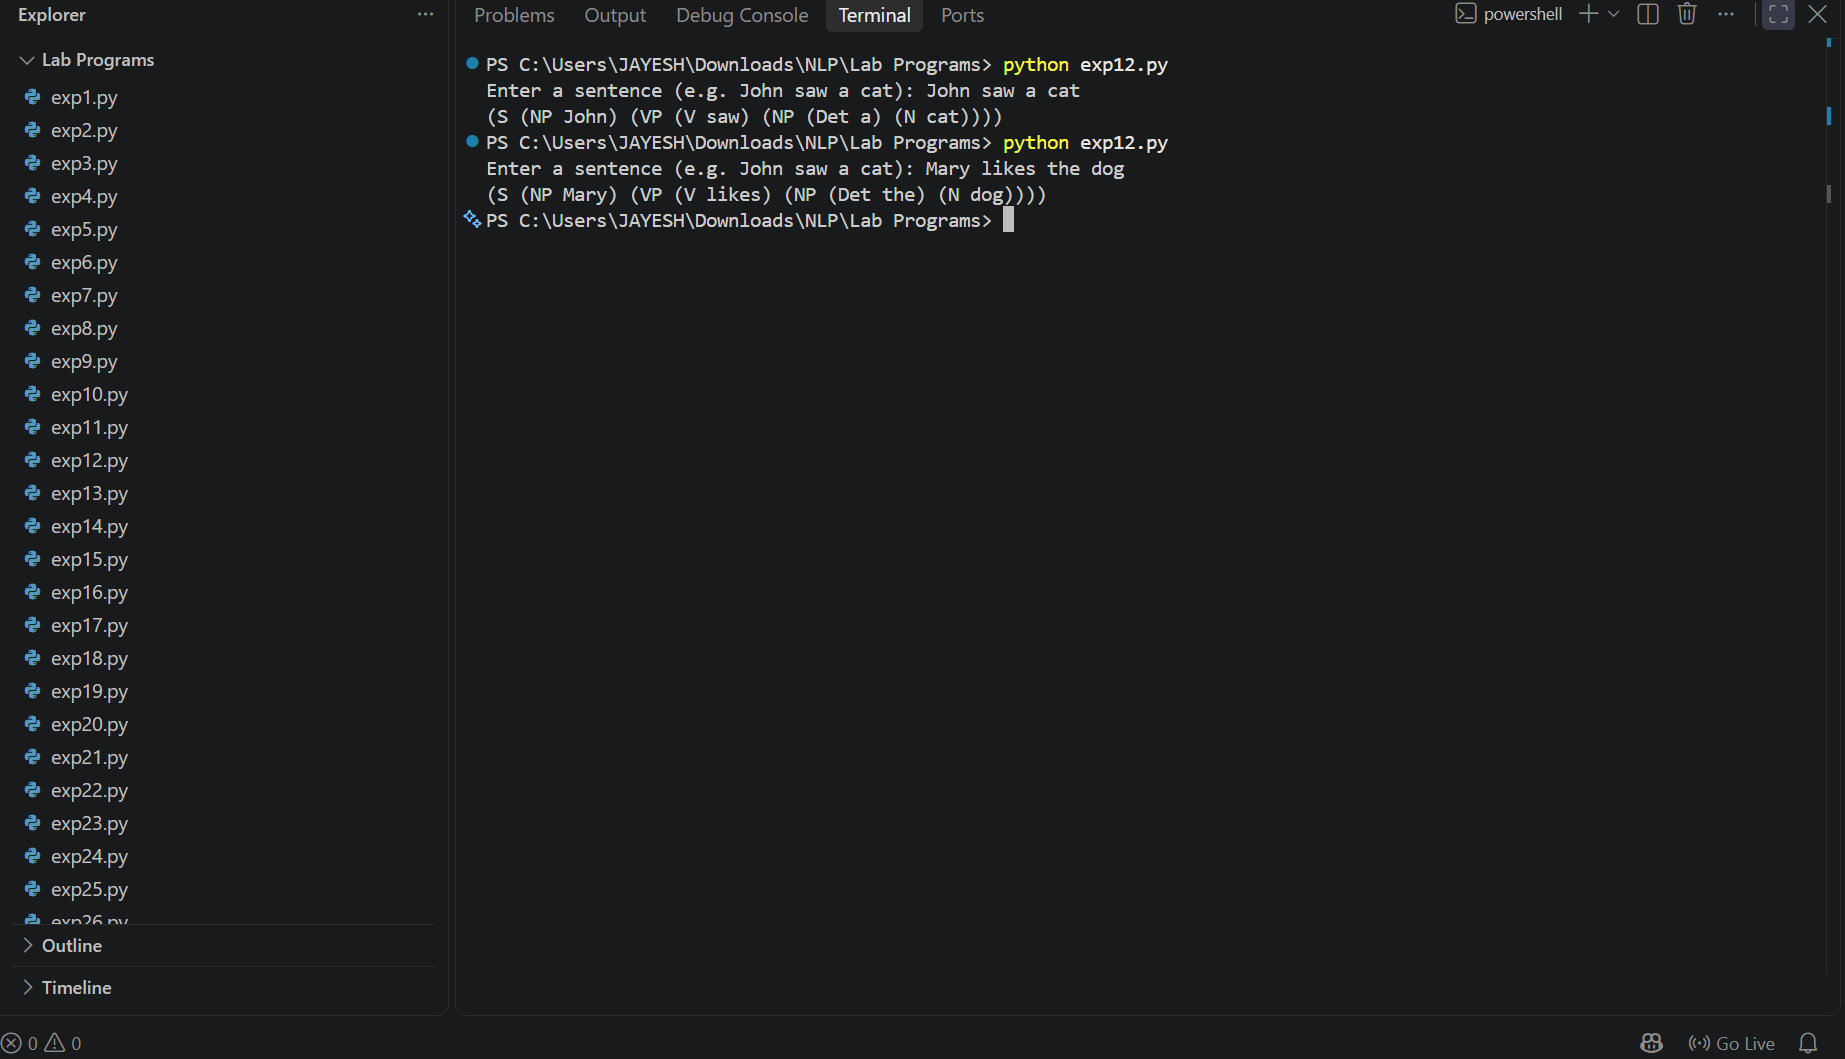 Explorer
Lab Programs
exp1.py
exp2.py
exp3.py
exp4.py
exp5.py
exp6.py
exp7.py
exp8.py
exp9.py
exp10.py
exp11.py
exp12.py
exp13.py
exp14.py
exp15.py
exp16.py
exp17.py
exp18.py
exp19.py
exp20.py
exp21.py
exp22.py
exp23.py
exp24.py
exp25.py
exp26.py
Outline
Timeline
Problems Output Debug Console Terminal Ports
powershell
PS C:\Users\JAYESH\Downloads\NLP\Lab Programs> python exp12.py
Enter a sentence (e.g. John saw a cat): John saw a cat
(S (NP John) (VP (V saw) (NP (Det a) (N cat))))
PS C:\Users\JAYESH\Downloads\NLP\Lab Programs> python exp12.py
Enter a sentence (e.g. John saw a cat): Mary likes the dog
(S (NP Mary) (VP (V likes) (NP (Det the) (N dog))))
PS C:\Users\JAYESH\Downloads\NLP\Lab Programs>
0 0
Go Live